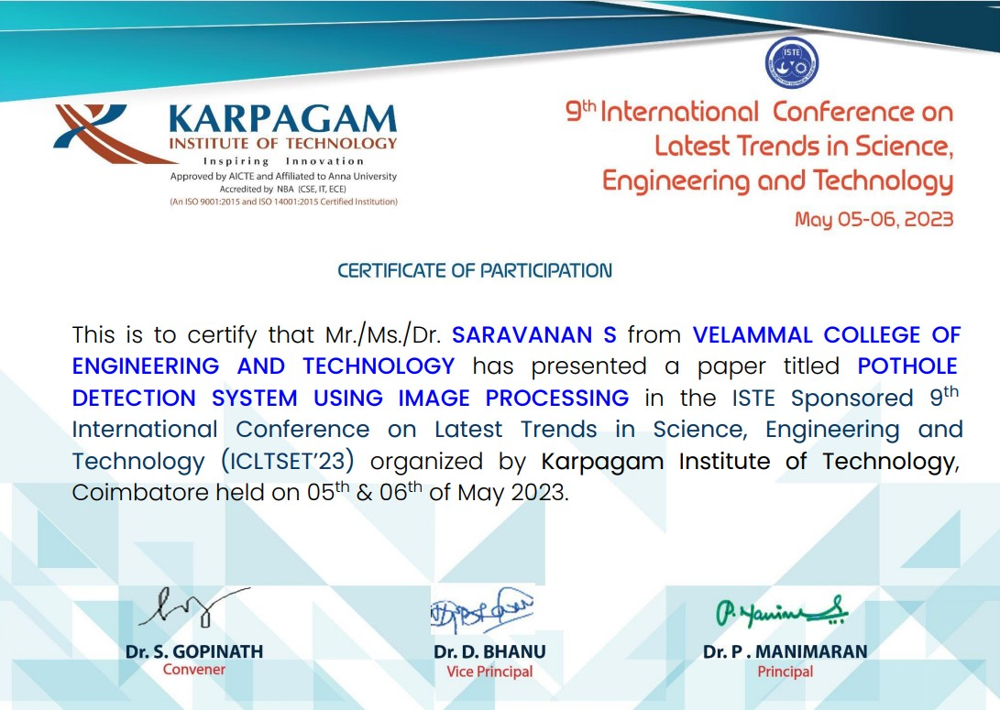 ISTE
KARPAGAM
INSTITUTE OF TECHNOLOGY
Inspiring Innovation
Approved by AICTE and Affiliated to Anna University
Accredited by NBA (CSE, IT, ECE)
(An ISO 9001:2015 and ISO 14001:2015 Certified Institution)
9th International Conference on
Latest Trends in Science,
Engineering and Technology
May 05-06, 2023
CERTIFICATE OF PARTICIPATION
This is to certify that Mr./Ms./Dr. SARAVANAN S from VELAMMAL COLLEGE OF
ENGINEERING AND TECHNOLOGY has presented a paper titled POTHOLE
DETECTION SYSTEM USING IMAGE PROCESSING in the ISTE Sponsored 9th
International Conference on Latest Trends in Science, Engineering and
Technology (ICLTSET’23) organized by Karpagam Institute of Technology,
Coimbatore held on 05th & 06th of May 2023.
Dr. S. GOPINATH
Convener
Dr. D. BHANU
Vice Principal
Dr. P . MANIMARAN
Principal